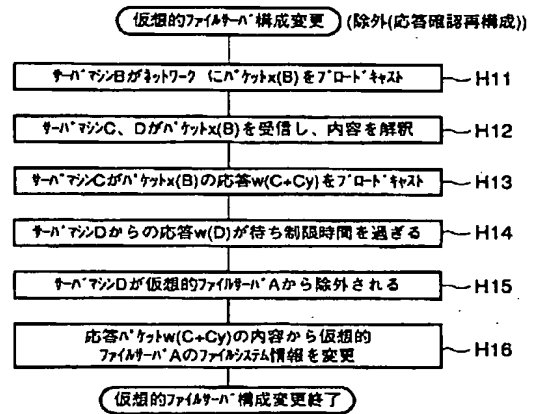 仮想的ﾌｧｲﾙｻｰﾊﾞ構成変更 (除外(応答確認再構成))
ｻｰﾊﾞﾏｼﾝBがﾈｯﾄﾜｰｸ にﾊﾟｹｯﾄx(B)をﾌﾞﾛｰﾄﾞｷｬｽﾄ H11
ｻｰﾊﾞﾏｼﾝC、Dがﾊﾟｹｯﾄx(B)を受信し、内容を解釈 H12
ｻｰﾊﾞﾏｼﾝCがﾊﾟｹｯﾄx(B)の応答w(C+Cy)をﾌﾞﾛｰﾄﾞｷｬｽﾄ H13
ｻｰﾊﾞﾏｼﾝDからの応答w(D)が待ち制限時間を過ぎる H14
ｻｰﾊﾞﾏｼﾝDが仮想的ﾌｧｲﾙｻｰﾊﾞAから除外される H15
応答ﾊﾟｹｯﾄw(C+Cy)の内容から仮想的
ﾌｧｲﾙｻｰﾊﾞAのﾌｧｲﾙｼｽﾃﾑ情報を変更 H16
仮想的ﾌｧｲﾙｻｰﾊﾞ構成変更終了